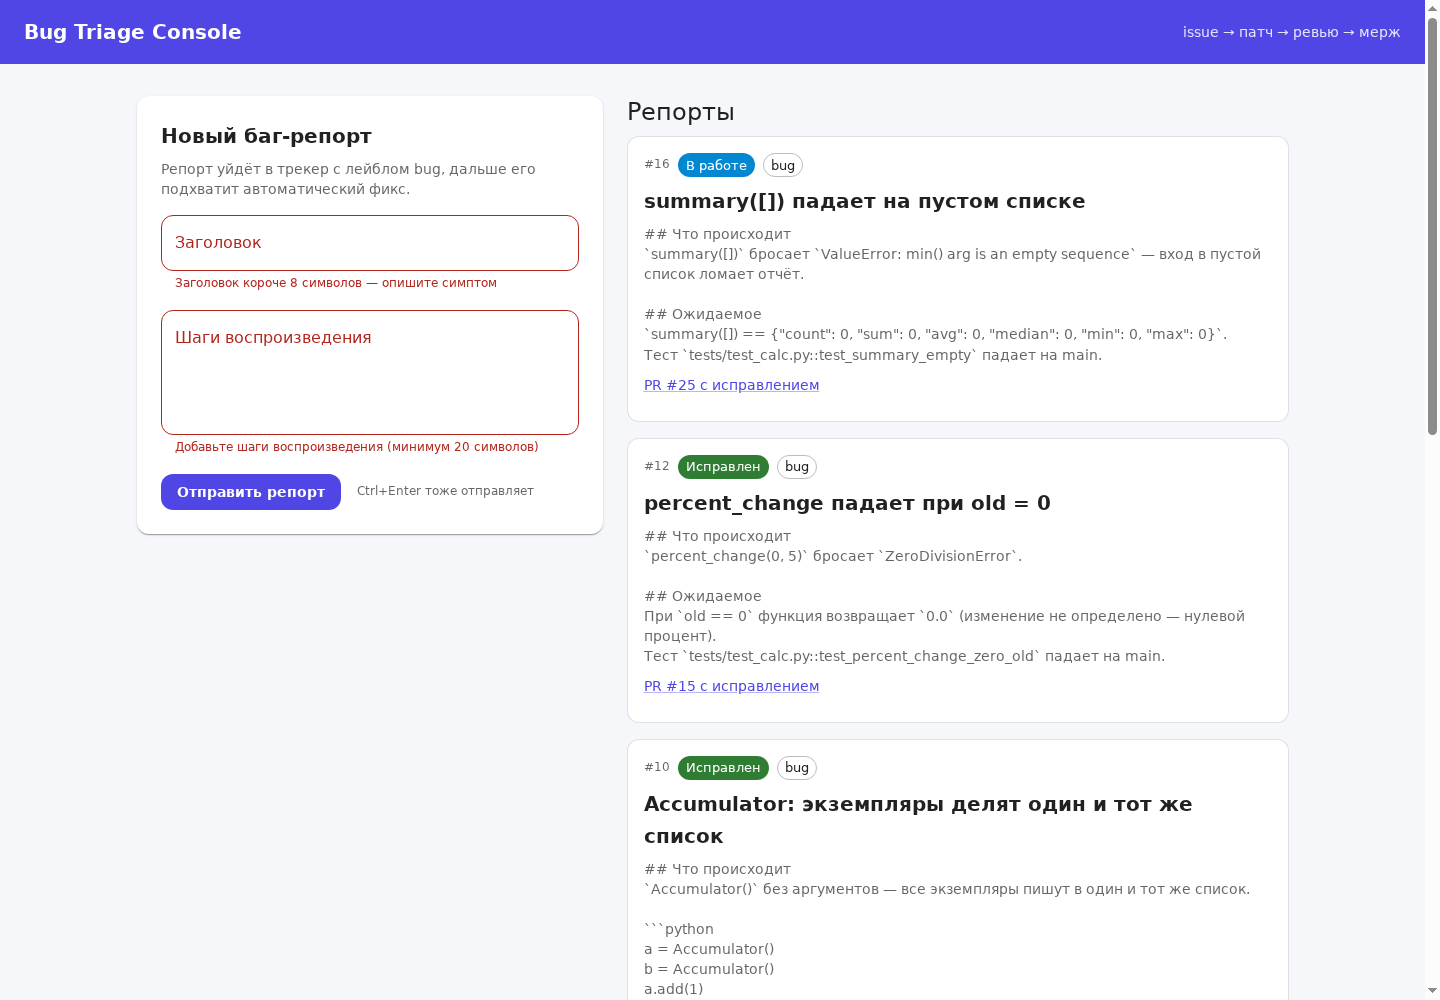 Bug Triage Console
issue → патч → ревью → мерж
Новый баг-репорт
Репорт уйдёт в трекер с лейблом bug, дальше его
подхватит автоматический фикс.
Заголовок
Заголовок короче 8 символов — опишите симптом
Шаги воспроизведения
Добавьте шаги воспроизведения (минимум 20 символов)
Отправить репорт
Ctrl+Enter тоже отправляет
Репорты
#16 В работе bug
summary([]) падает на пустом списке
## Что происходит
`summary([])` бросает `ValueError: min() arg is an empty sequence` — вход в пустой
список ломает отчёт.
## Ожидаемое
`summary([]) == {"count": 0, "sum": 0, "avg": 0, "median": 0, "min": 0, "max": 0}`.
Тест `tests/test_calc.py::test_summary_empty` падает на main.
PR #25 с исправлением
#12 Исправлен bug
percent_change падает при old = 0
## Что происходит
`percent_change(0, 5)` бросает `ZeroDivisionError`.
## Ожидаемое
При `old == 0` функция возвращает `0.0` (изменение не определено — нулевой
процент).
Тест `tests/test_calc.py::test_percent_change_zero_old` падает на main.
PR #15 с исправлением
#10 Исправлен bug
Accumulator: экземпляры делят один и тот же
список
## Что происходит
`Accumulator()` без аргументов — все экземпляры пишут в один и тот же список.
```python
a = Accumulator()
b = Accumulator()
a.add(1)